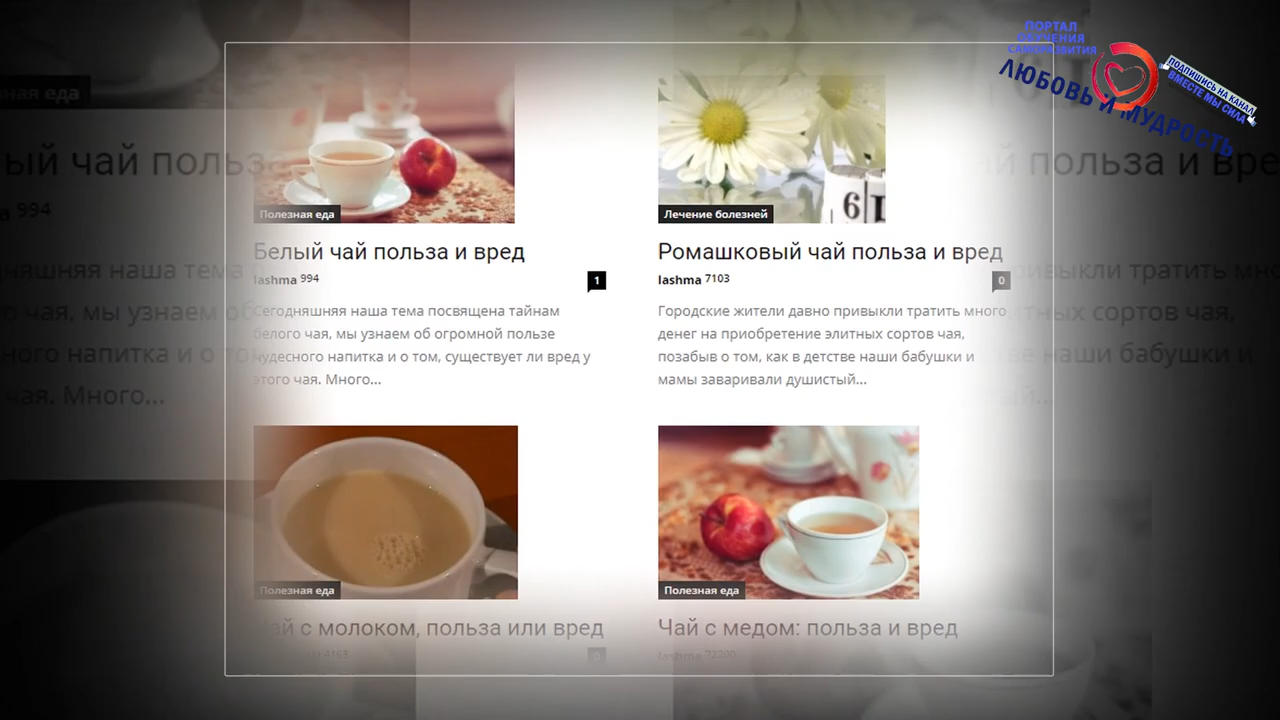 ПОРТАЛ
ОБУЧЕНИЯ
САМОРАЗВИТИЯ
ЛЮБОВЬ И МУДРОСТЬ
ПОДПИШИСЬ НА КАНАЛ
ВМЕСТЕ МЫ СИЛА
Полезная еда
Белый чай польза и вред
lashma 994
1
Сегодняшняя наша тема посвящена тайнам
белого чая, мы узнаем об огромной пользе
чудесного напитка и о том, существует ли вред у
этого чая. Много...
Лечение болезней
Ромашковый чай польза и вред
lashma 7103
0
Городские жители давно привыкли тратить много
денег на приобретение элитных сортов чая,
позабыв о том, как в детстве наши бабушки и
мамы заваривали душистый...
Полезная еда
Чай с молоком, польза или вред
4163
0
Полезная еда
Чай с медом: польза и вред
lashma 72200